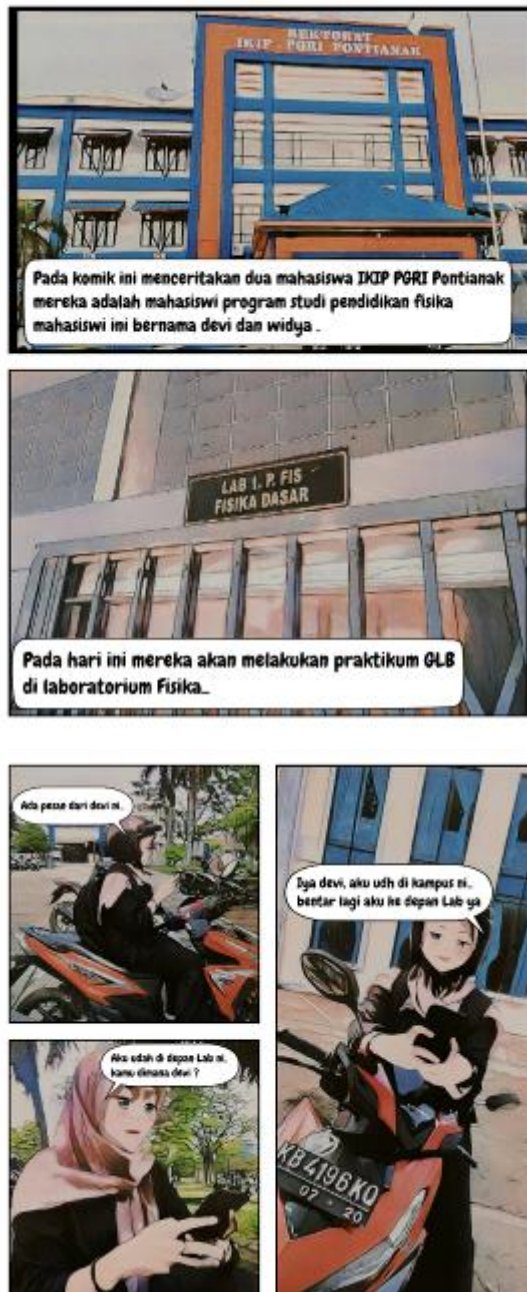 REKTORAT
IKIP - PGRI PONTIANAK
Pada komik ini menceritakan dua mahasiswa IKIP PGRI Pontianak
mereka adalah mahasiswi program studi pendidikan fisika
mahasiswi ini bernama devi dan widya .
LAB I. P. FIS
FISIKA DASAR
Pada hari ini mereka akan melakukan praktikum GLB
di laboratorium Fisika..
Ada pesan dari devi ni.
Iya devi, aku udh di kampus ni..
bentar lagi aku ke depan Lab ya
Aku udah di depan Lab ni,
kamu dimana devi ?
KB 4196 KO
07 - 20